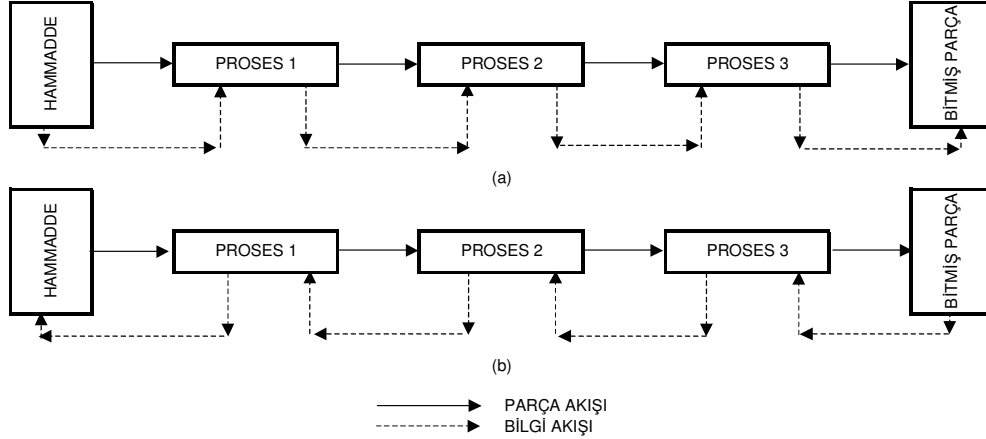 HAMMADDE
PROSES 1
PROSES 2
PROSES 3
BİTMİŞ PARÇA
(a)
HAMMADDE
PROSES 1
PROSES 2
PROSES 3
BİTMİŞ PARÇA
(b)
PARÇA AKIŞI
BİLGİ AKIŞI